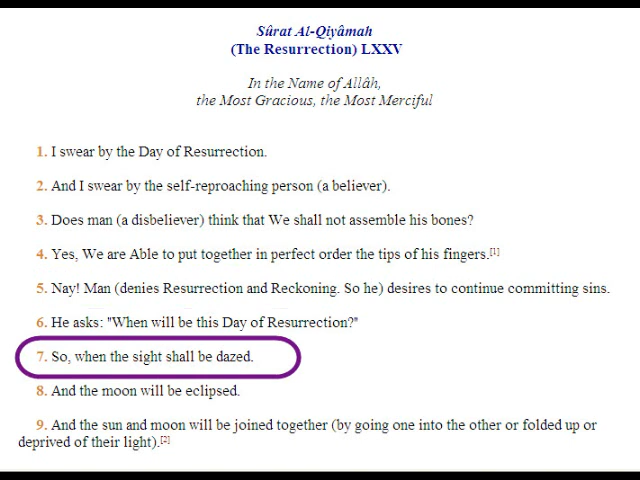 Sûrat Al-Qiyâmah
(The Resurrection) LXXV
In the Name of Allâh,
the Most Gracious, the Most Merciful
1. I swear by the Day of Resurrection.
2. And I swear by the self-reproaching person (a believer).
3. Does man (a disbeliever) think that We shall not assemble his bones?
4. Yes, We are Able to put together in perfect order the tips of his fingers.[1]
5. Nay! Man (denies Resurrection and Reckoning. So he) desires to continue committing sins.
6. He asks: "When will be this Day of Resurrection?"
7. So, when the sight shall be dazed.
8. And the moon will be eclipsed.
9. And the sun and moon will be joined together (by going one into the other or folded up or
deprived of their light).[2]